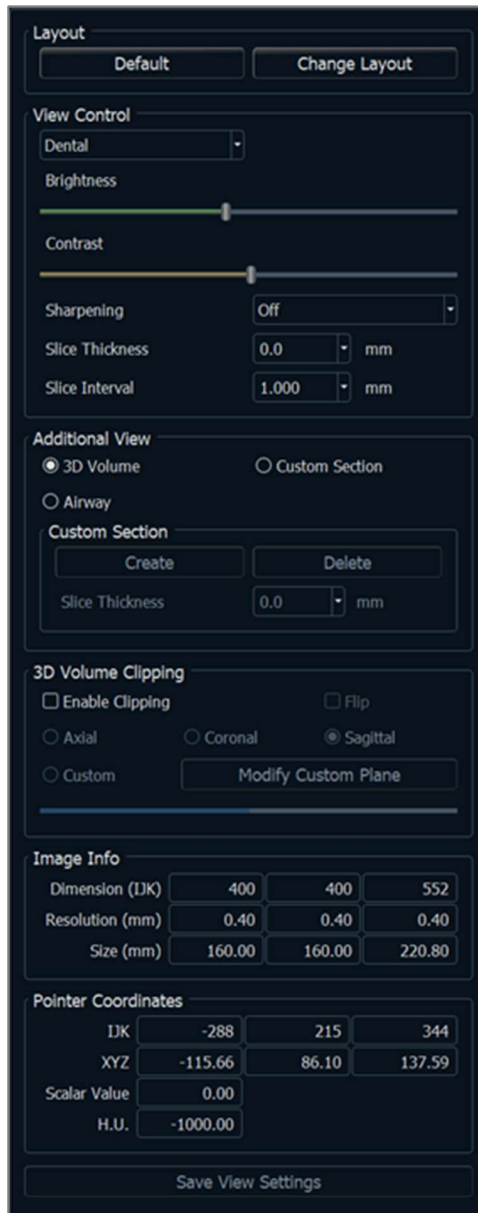 Layout
Default Change Layout
View Control
Dental
Brightness
Contrast
Sharpening Off
Slice Thickness 0.0 mm
Slice Interval 1.000 mm
Additional View
3D Volume Custom Section
Airway
Custom Section
Create Delete
Slice Thickness 0.0 mm
3D Volume Clipping
Enable Clipping Flip
Axial Coronal Sagittal
Custom Modify Custom Plane
Image Info
Dimension (IJK) 400 400 552
Resolution (mm) 0.40 0.40 0.40
Size (mm) 160.00 160.00 220.80
Pointer Coordinates
IJK -288 215 344
XYZ -115.66 86.10 137.59
Scalar Value 0.00
H.U. -1000.00
Save View Settings